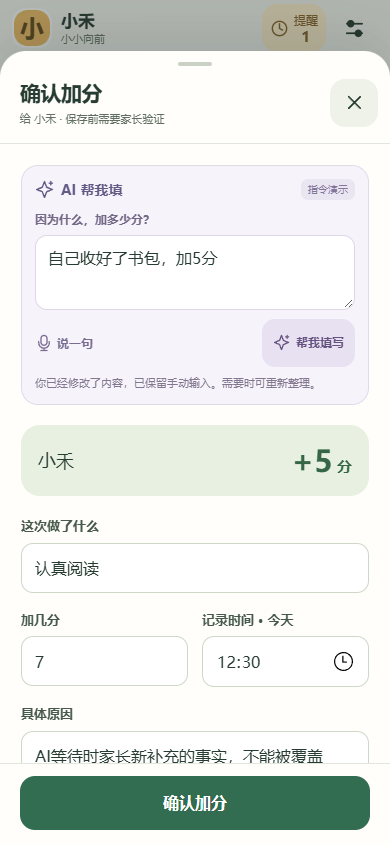 小
小禾
小小向前
提醒
1
确认加分
给 小禾 · 保存前需要家长验证
AI 帮我填
指令演示
因为什么，加多少分？
自己收好了书包，加5分
说一句
帮我填写
你已经修改了内容，已保留手动输入。需要时可重新整理。
小禾
+5 分
这次做了什么
认真阅读
加几分
记录时间 · 今天
7
12:30
具体原因
AI等待时家长新补充的事实，不能被覆盖
确认加分